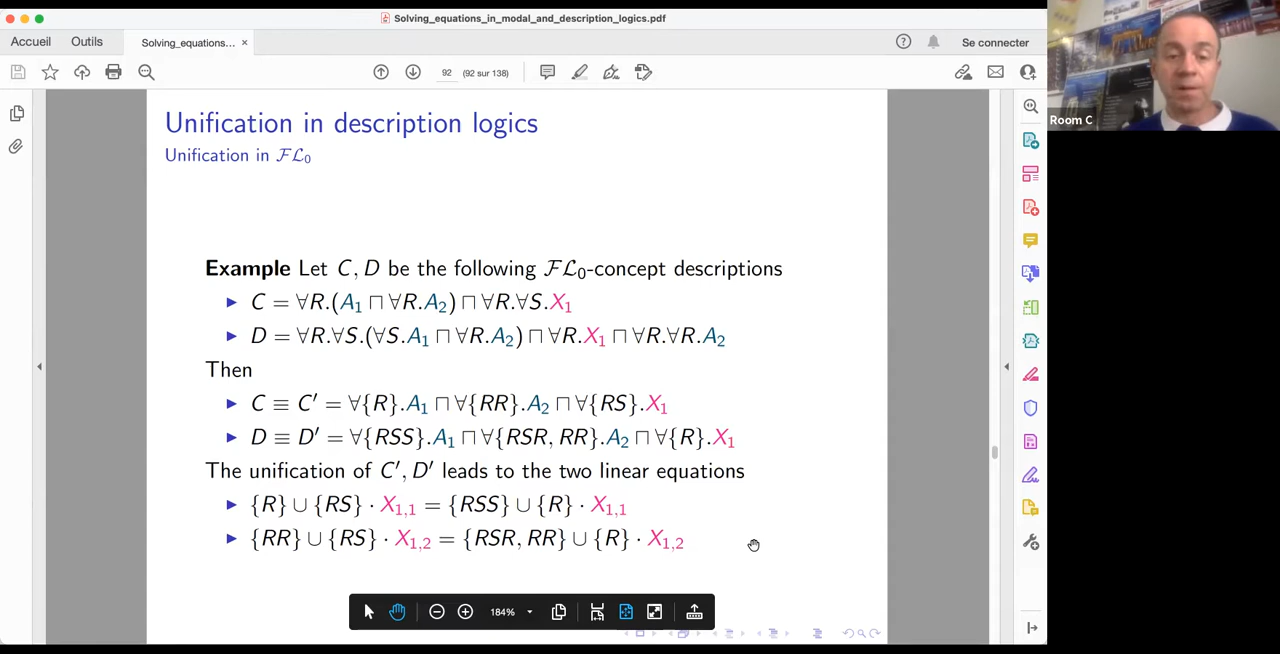 Solving_equations_in_modal_and_description_logics.pdf
Accueil Outils Solving_equations... × Se connecter
92 (92 sur 138)
Room C
Unification in description logics
Unification in ℱℒ₀
Example Let C, D be the following ℱℒ₀-concept descriptions
▶ C = ∀R.(A₁ ⊓ ∀R.A₂) ⊓ ∀R.∀S.X₁
▶ D = ∀R.∀S.(∀S.A₁ ⊓ ∀R.A₂) ⊓ ∀R.X₁ ⊓ ∀R.∀R.A₂
Then
▶ C ≡ C′ = ∀{R}.A₁ ⊓ ∀{RR}.A₂ ⊓ ∀{RS}.X₁
▶ D ≡ D′ = ∀{RSS}.A₁ ⊓ ∀{RSR, RR}.A₂ ⊓ ∀{R}.X₁
The unification of C′, D′ leads to the two linear equations
▶ {R} ∪ {RS} · X₁,₁ = {RSS} ∪ {R} · X₁,₁
▶ {RR} ∪ {RS} · X₁,₂ = {RSR, RR} ∪ {R} · X₁,₂
184%